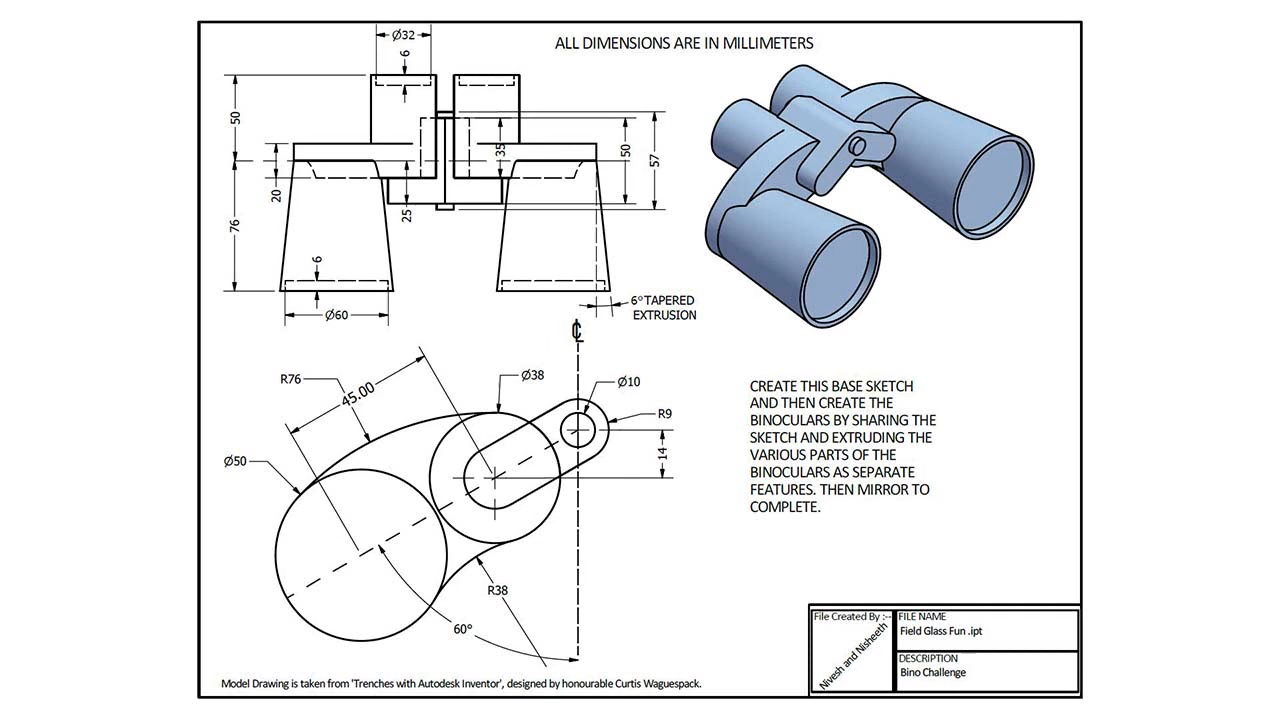 ALL DIMENSIONS ARE IN MILLIMETERS
Ø32
6
50
35
50
57
20
25
76
6
Ø60
6° TAPERED
EXTRUSION
℄
R76
45.00
Ø38
Ø10
R9
14
Ø50
R38
60°
CREATE THIS BASE SKETCH
AND THEN CREATE THE
BINOCULARS BY SHARING THE
SKETCH AND EXTRUDING THE
VARIOUS PARTS OF THE
BINOCULARS AS SEPARATE
FEATURES. THEN MIRROR TO
COMPLETE.
File Created By :--
Nivesh and Nisheeth
FILE NAME
Field Glass Fun .ipt
DESCRIPTION
Bino Challenge
Model Drawing is taken from 'Trenches with Autodesk Inventor', designed by honourable Curtis Waguespack.